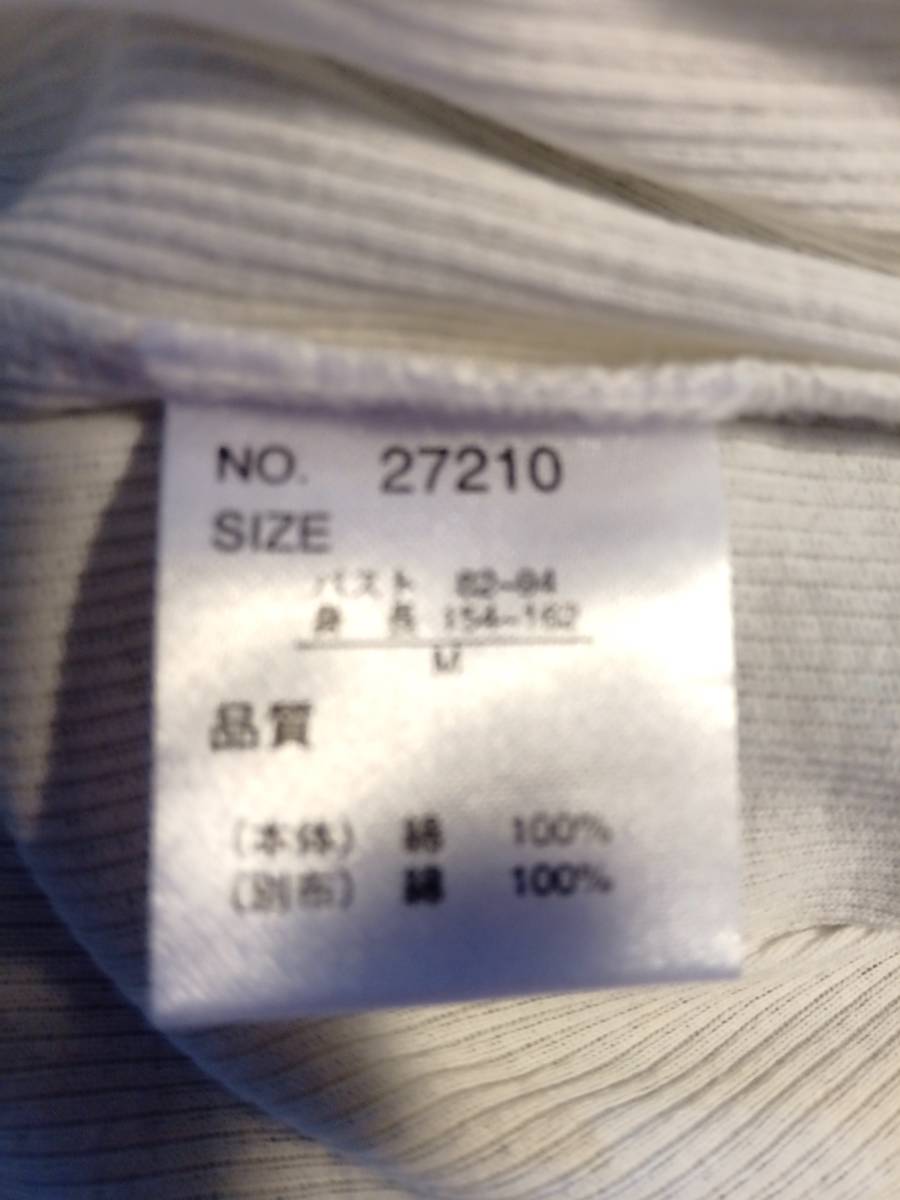 NO. 27210
SIZE
バスト 82-94
身長 154-162
M
品質
(本体) 綿 100%
(別布) 綿 100%